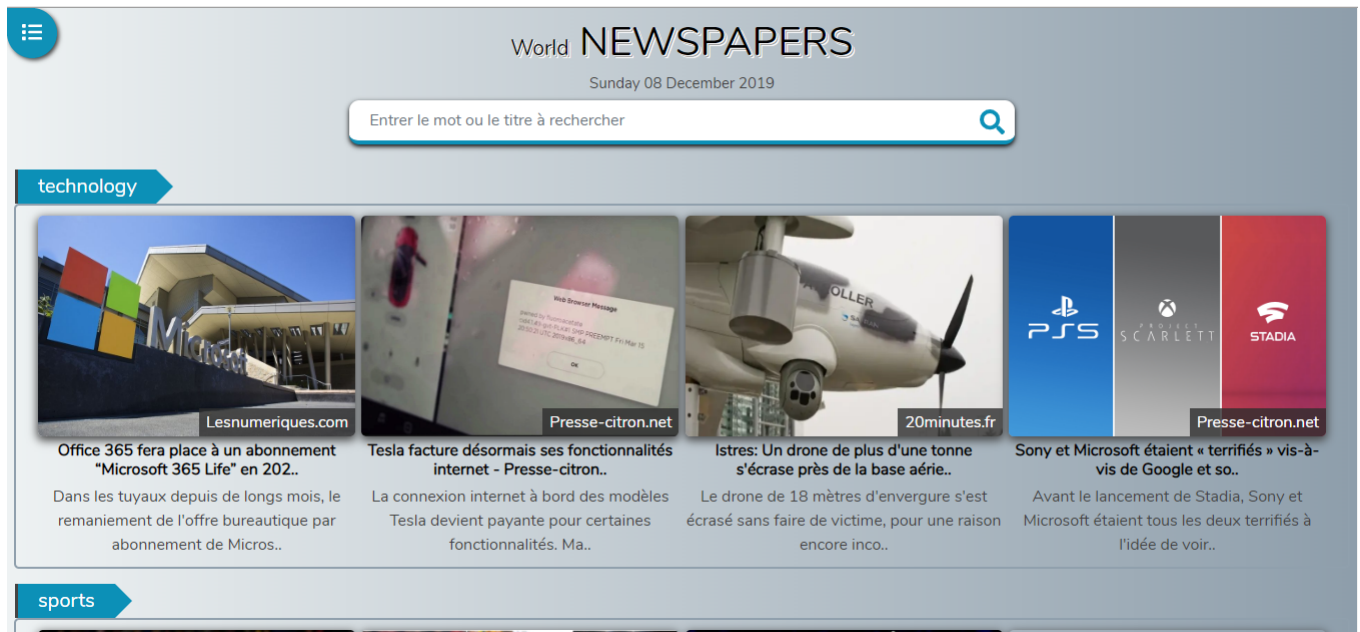 World NEWSPAPERS
Sunday 08 December 2019
Entrer le mot ou le titre à rechercher
technology
Microsoft
Lesnumeriques.com
Web Browser Message
OK
Presse-citron.net
OLLER
20minutes.fr
PS5
PROJECT
SCARLETT
STADIA
Presse-citron.net
Office 365 fera place à un abonnement
“Microsoft 365 Life” en 202..
Dans les tuyaux depuis de longs mois, le
remaniement de l'offre bureautique par
abonnement de Micros..
Tesla facture désormais ses fonctionnalités
internet - Presse-citron..
La connexion internet à bord des modèles
Tesla devient payante pour certaines
fonctionnalités. Ma..
Istres: Un drone de plus d'une tonne
s'écrase près de la base aérie..
Le drone de 18 mètres d'envergure s'est
écrasé sans faire de victime, pour une raison
encore inco..
Sony et Microsoft étaient « terrifiés » vis-à-
vis de Google et so..
Avant le lancement de Stadia, Sony et
Microsoft étaient tous les deux terrifiés à
l'idée de voir..
sports